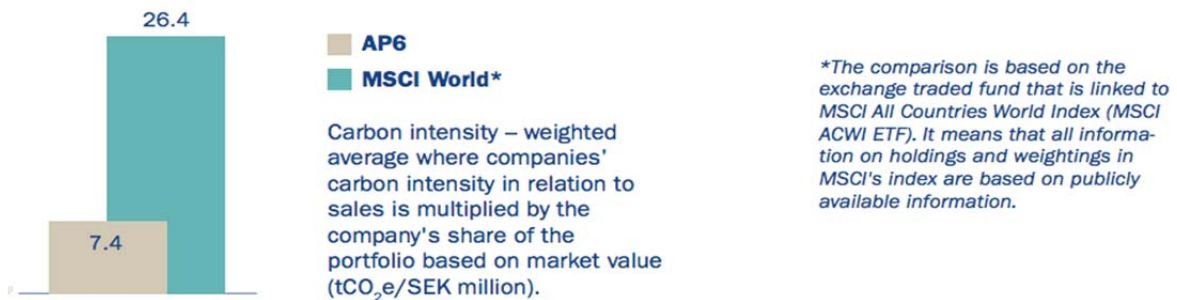 26.4
7.4
AP6
MSCI World*
Carbon intensity – weighted
average where companies'
carbon intensity in relation to
sales is multiplied by the
company's share of the
portfolio based on market value
(tCO₂e/SEK million).
*The comparison is based on the
exchange traded fund that is linked to
MSCI All Countries World Index (MSCI
ACWI ETF). It means that all informa-
tion on holdings and weightings in
MSCI's index are based on publicly
available information.